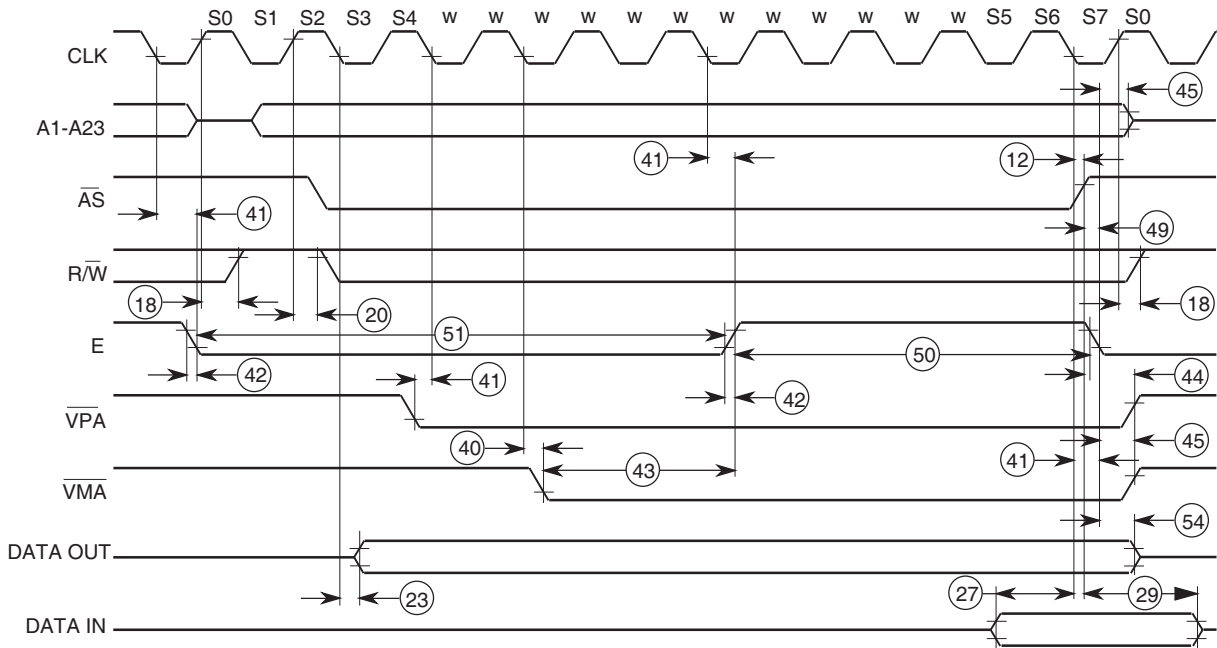 S0 S1 S2 S3 S4 w w w w w w w w w w w w S5 S6 S7 S0
CLK
45
A1-A23
41 12
AS
41 49
R/W
18 20 18
51
E 50
42 41 42 44
VPA
40 43 41 45
VMA
54
DATA OUT
23 27 29
DATA IN